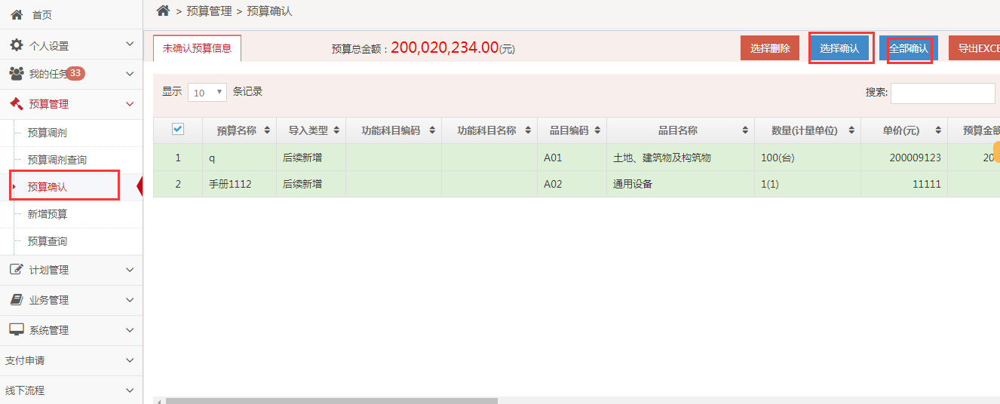 首页
个人设置
我的任务 33
预算管理
预算调剂
预算调剂查询
预算确认
新增预算
预算查询
计划管理
业务管理
系统管理
支付申请
线下流程
> 预算管理 > 预算确认
未确认预算信息 预算总金额：200,020,234.00(元) 选择删除 选择确认 全部确认 导出EXCE
显示 10 条记录 搜索:
預算名称 导入类型 功能科目编码 功能科目名称 品目编码 品目名称 数量(计量单位) 单价(元) 预算金额
1 q 后续新增 A01 土地、建筑物及构筑物 100(台) 200009123 20
2 手册1112 后续新增 A02 通用设备 1(1) 11111